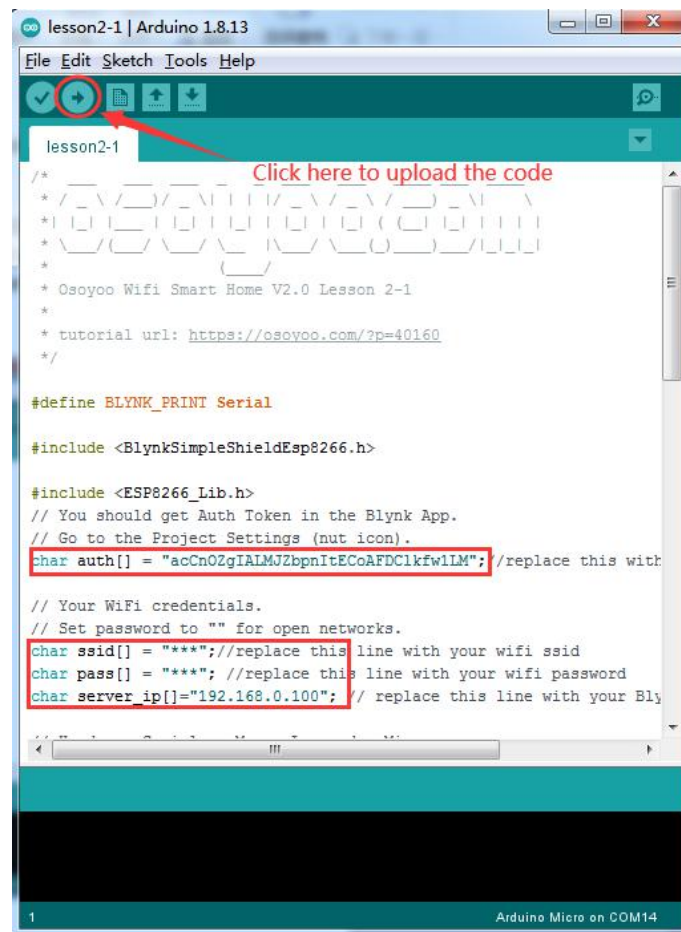 lesson2-1 | Arduino 1.8.13
File Edit Sketch Tools Help
lesson2-1
Click here to upload the code
/*
* Osoyoo Wifi Smart Home V2.0 Lesson 2-1
*
* tutorial url: https://osoyoo.com/?p=40160
*/
#define BLYNK_PRINT Serial
#include <BlynkSimpleShieldEsp8266.h>
#include <ESP8266_Lib.h>
// You should get Auth Token in the Blynk App.
// Go to the Project Settings (nut icon).
char auth[] = "acCnOZgIALMJZbpnItECoAFDClkfw1LM";//replace this with
// Your WiFi credentials.
// Set password to "" for open networks.
char ssid[] = "***";//replace this line with your wifi ssid
char pass[] = "***"; //replace this line with your wifi password
char server_ip[]="192.168.0.100"; // replace this line with your Bly
1
Arduino Micro on COM14